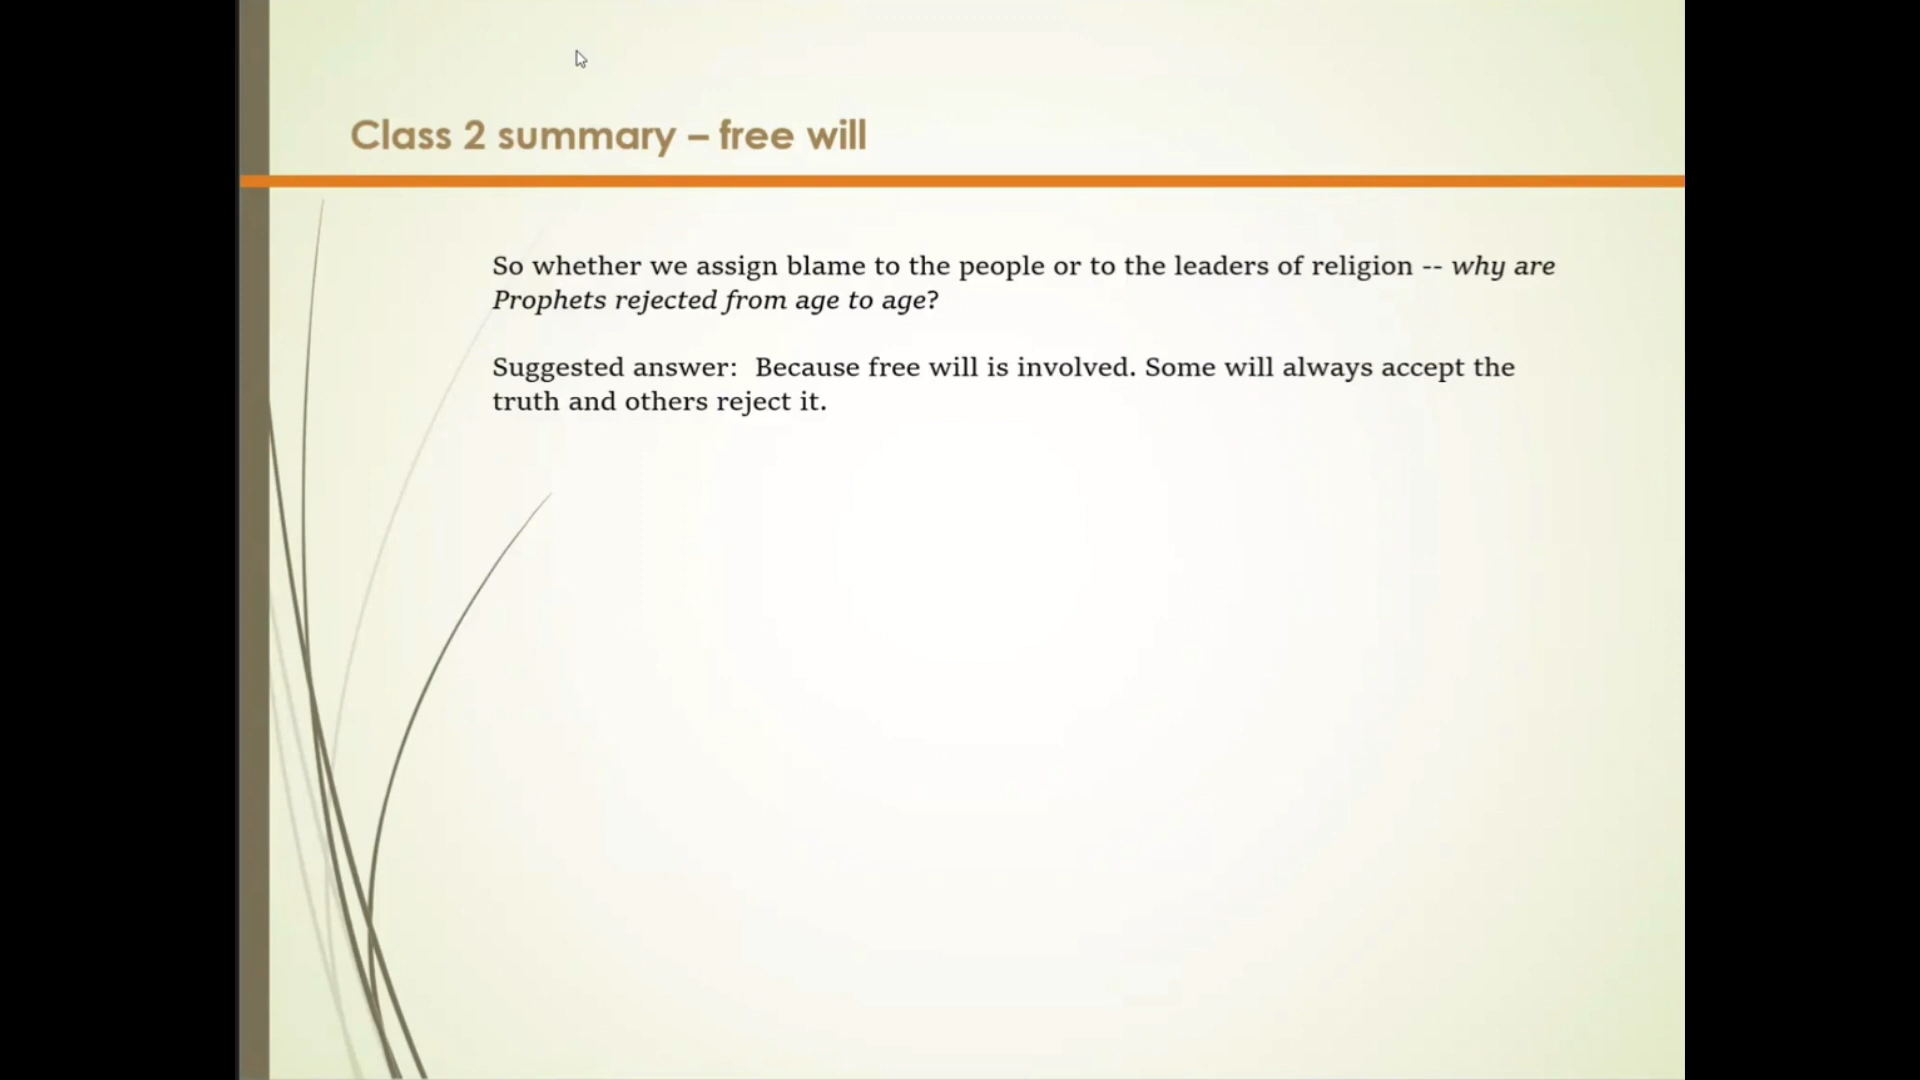 Class 2 summary – free will
So whether we assign blame to the people or to the leaders of religion -- why are
Prophets rejected from age to age?
Suggested answer:  Because free will is involved. Some will always accept the
truth and others reject it.